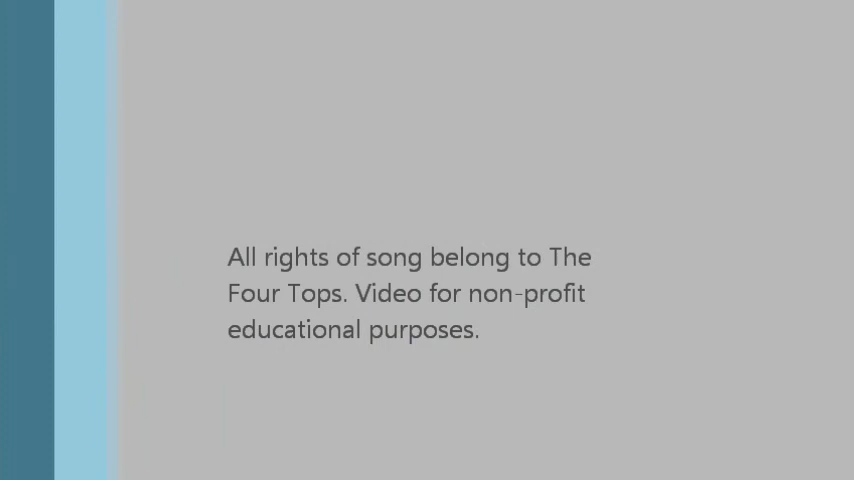 All rights of song belong to The
Four Tops. Video for non-profit
educational purposes.